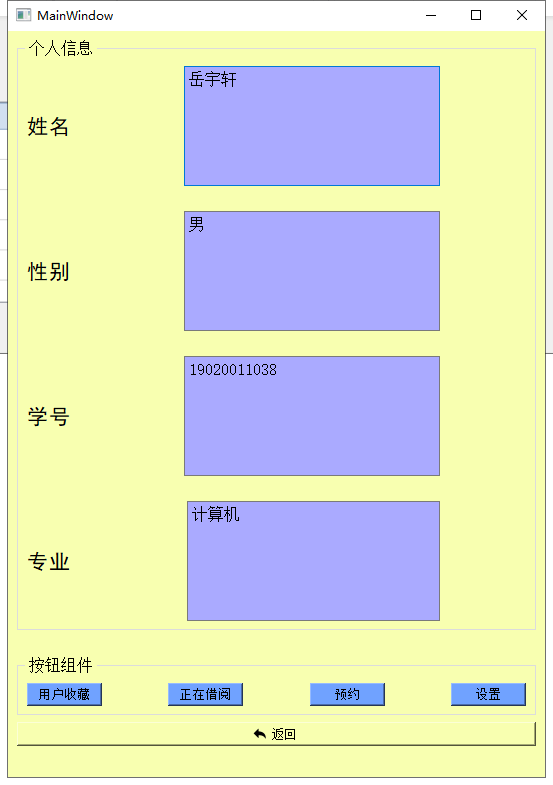 MainWindow
个人信息
姓名
岳宇轩
性别
男
学号
19020011038
专业
计算机
按钮组件
用户收藏
正在借阅
预约
设置
返回